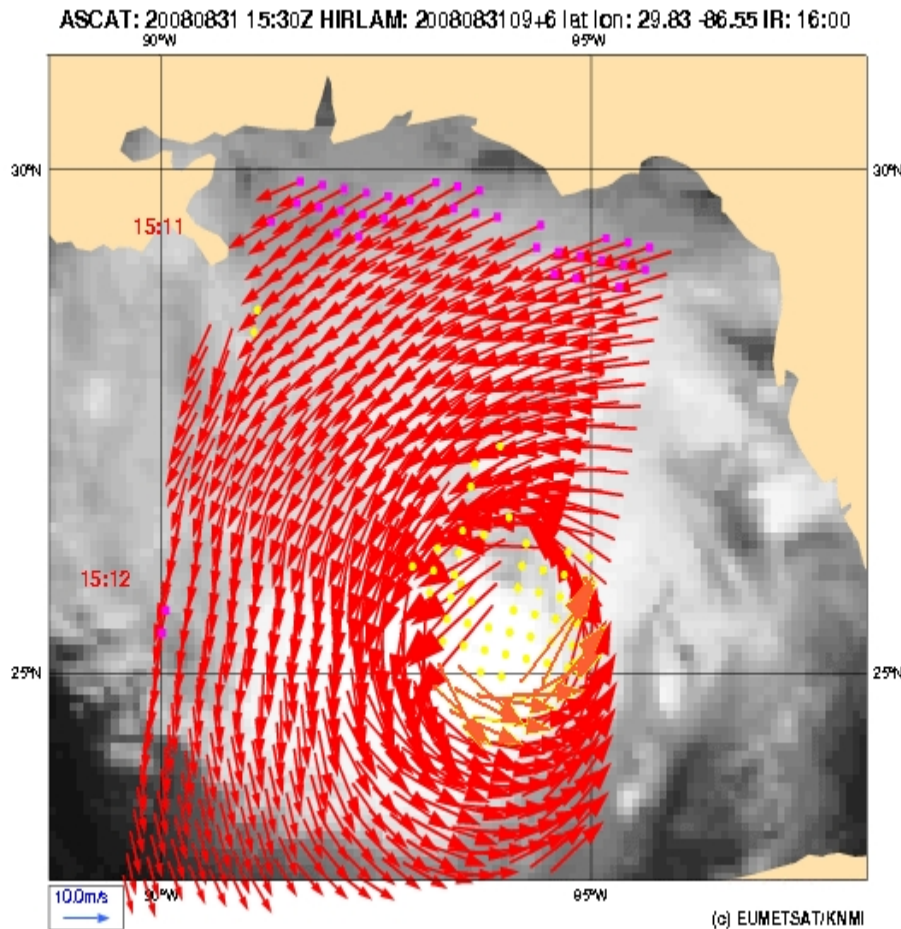 ASCAT: 20080831 15:30Z HIRLAM: 2008083109+6 lat lon: 29.83 -86.55 IR: 16:00
90°W 85°W
30°N 30°N
15:11
15:12
25°N 25°N
10.0m/s
90°W 85°W
(c) EUMETSAT/KNMI